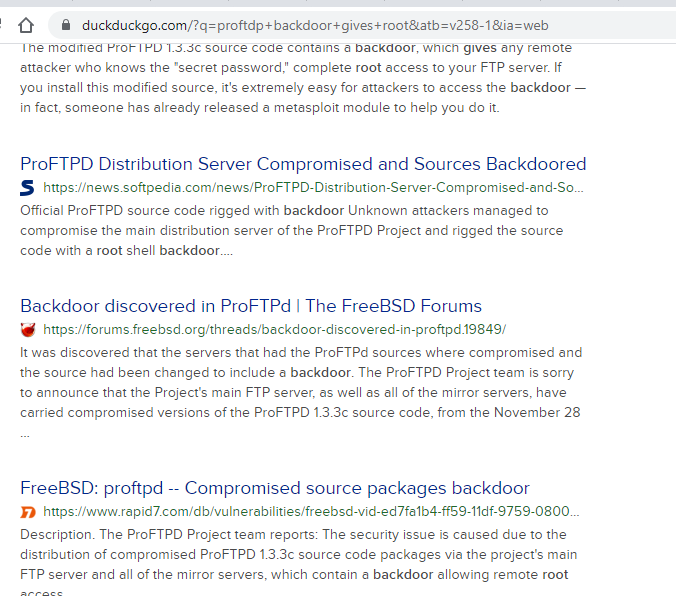 duckduckgo.com/?q=proftdp+backdoor+gives+root&atb=v258-1&ia=web
The modified ProFTPD 1.3.3c source code contains a backdoor, which gives any remote
attacker who knows the "secret password," complete root access to your FTP server. If
you install this modified source, it's extremely easy for attackers to access the backdoor —
in fact, someone has already released a metasploit module to help you do it.
ProFTPD Distribution Server Compromised and Sources Backdoored
https://news.softpedia.com/news/ProFTPD-Distribution-Server-Compromised-and-So...
Official ProFTPD source code rigged with backdoor Unknown attackers managed to
compromise the main distribution server of the ProFTPD Project and rigged the source
code with a root shell backdoor....
Backdoor discovered in ProFTPd | The FreeBSD Forums
https://forums.freebsd.org/threads/backdoor-discovered-in-proftpd.19849/
It was discovered that the servers that had the ProFTPd sources where compromised and
the source had been changed to include a backdoor. The ProFTPD Project team is sorry
to announce that the Project's main FTP server, as well as all of the mirror servers, have
carried compromised versions of the ProFTPD 1.3.3c source code, from the November 28
...
FreeBSD: proftpd -- Compromised source packages backdoor
https://www.rapid7.com/db/vulnerabilities/freebsd-vid-ed7fa1b4-ff59-11df-9759-0800...
Description. The ProFTPD Project team reports: The security issue is caused due to the
distribution of compromised ProFTPD 1.3.3c source code packages via the project's main
FTP server and all of the mirror servers, which contain a backdoor allowing remote root
access.